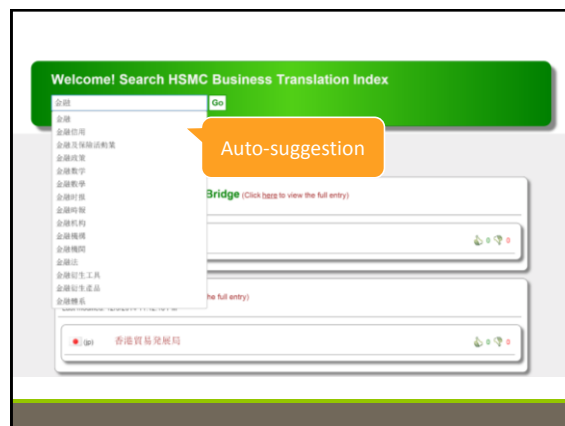 Welcome! Search HSMC Business Translation Index
金融
Go
金融
金融信用
金融及保險活動業
金融政策
金融数字
金融數學
金融时报
金融時報
金融机构
金融機構
金融機関
金融法
金融衍生工具
金融衍生產品
金融體系
Auto-suggestion
Bridge (Click here to view the full entry)
0 0
he full entry)
(jp) 香港貿易発展局
0 0